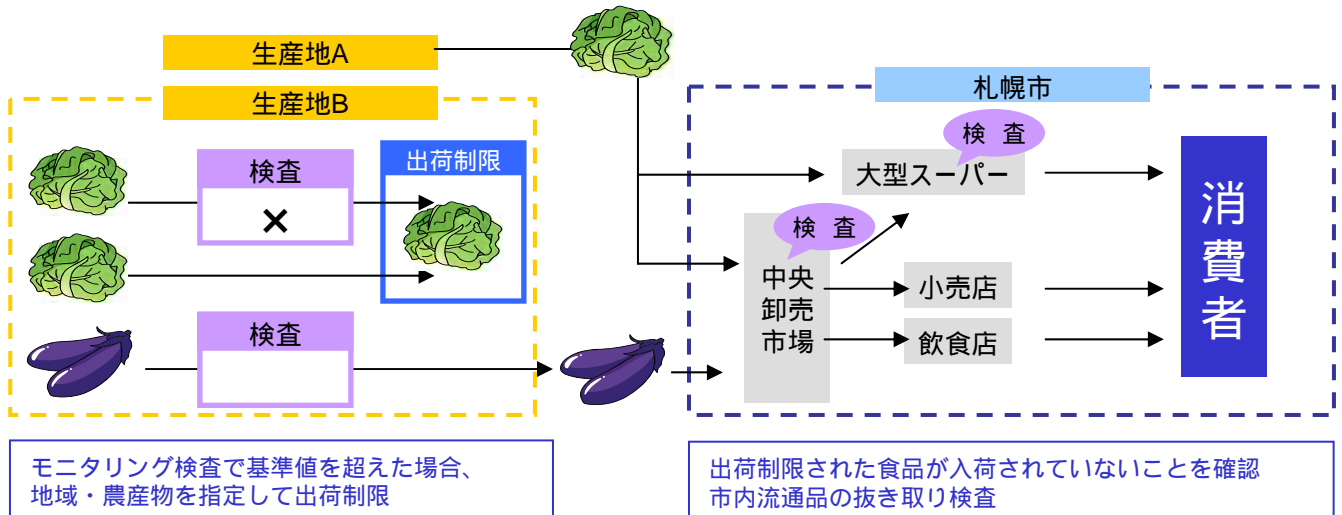 生産地A
生産地B
検査
×
出荷制限
検査
札幌市
検 査
大型スーパー
検 査
中央
卸売
市場
小売店
飲食店
消
費
者
モニタリング検査で基準値を超えた場合、
地域・農産物を指定して出荷制限
出荷制限された食品が入荷されていないことを確認
市内流通品の抜き取り検査